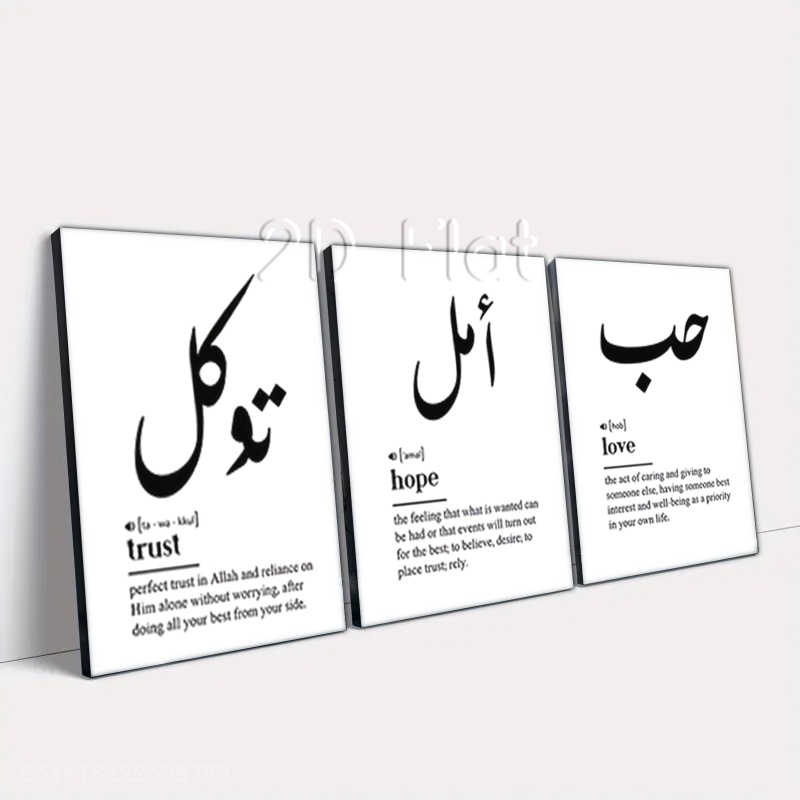 2D Flat
توكل
[ta · wa · kkul]
trust
perfect trust in Allah and reliance on
Him alone without worrying, after
doing all your best from your side.
أمل
['amal]
hope
the feeling that what is wanted can
be had or that events will turn out
for the best; to believe, desire; to
place trust; rely.
حب
[hob]
love
the act of caring and giving to
someone else, having someone best
interest and well-being as a priority
in your own life.
634418222598799